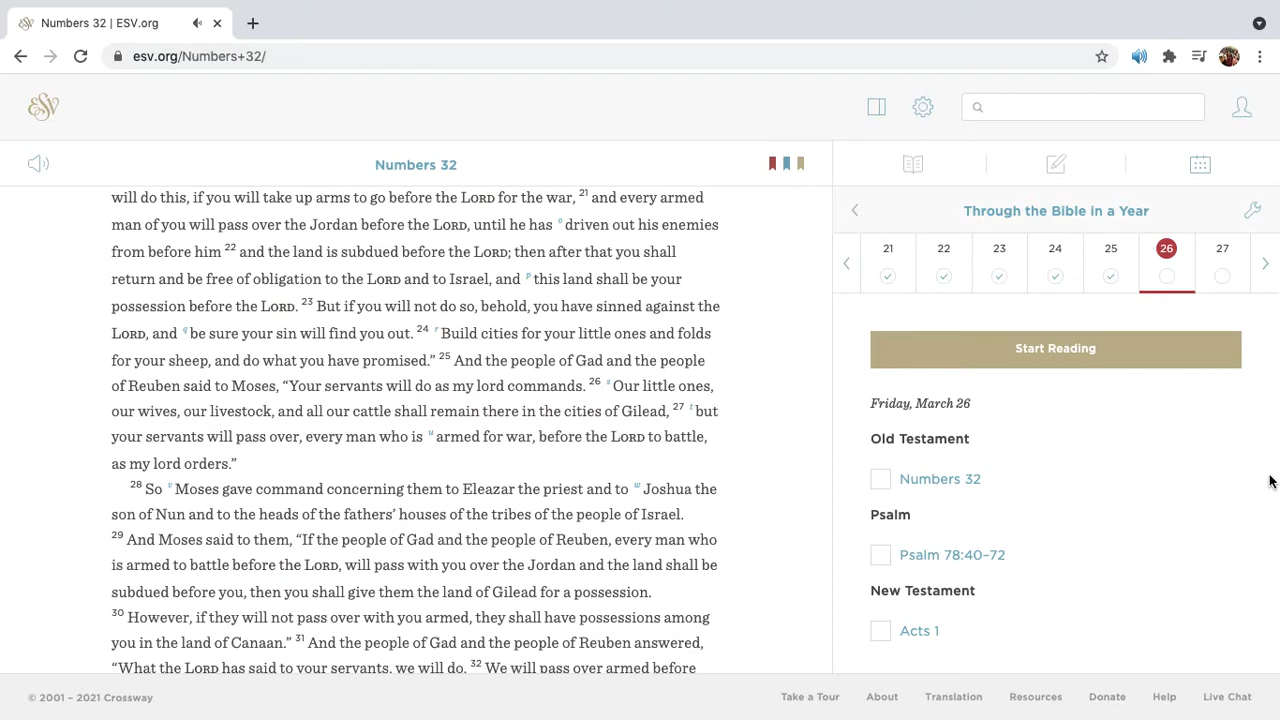 Numbers 32 | ESV.org
esv.org/Numbers+32/
ESV
Numbers 32
will do this, if you will take up arms to go before the LORD for the war, 21 and every armed
man of you will pass over the Jordan before the LORD, until he has o driven out his enemies
from before him 22 and the land is subdued before the LORD; then after that you shall
return and be free of obligation to the LORD and to Israel, and p this land shall be your
possession before the LORD. 23 But if you will not do so, behold, you have sinned against the
LORD, and q be sure your sin will find you out. 24 r Build cities for your little ones and folds
for your sheep, and do what you have promised.” 25 And the people of Gad and the people
of Reuben said to Moses, “Your servants will do as my lord commands. 26 s Our little ones,
our wives, our livestock, and all our cattle shall remain there in the cities of Gilead, 27 t but
your servants will pass over, every man who is u armed for war, before the LORD to battle,
as my lord orders.”
28 So v Moses gave command concerning them to Eleazar the priest and to w Joshua the
son of Nun and to the heads of the fathers’ houses of the tribes of the people of Israel.
29 And Moses said to them, “If the people of Gad and the people of Reuben, every man who
is armed to battle before the LORD, will pass with you over the Jordan and the land shall be
subdued before you, then you shall give them the land of Gilead for a possession.
30 However, if they will not pass over with you armed, they shall have possessions among
you in the land of Canaan.” 31 And the people of Gad and the people of Reuben answered,
“What the LORD has said to your servants, we will do. 32 We will pass over armed before
Through the Bible in a Year
21 22 23 24 25 26 27
Start Reading
Friday, March 26
Old Testament
Numbers 32
Psalm
Psalm 78:40–72
New Testament
Acts 1
© 2001 – 2021 Crossway
Take a Tour About Translation Resources Donate Help Live Chat